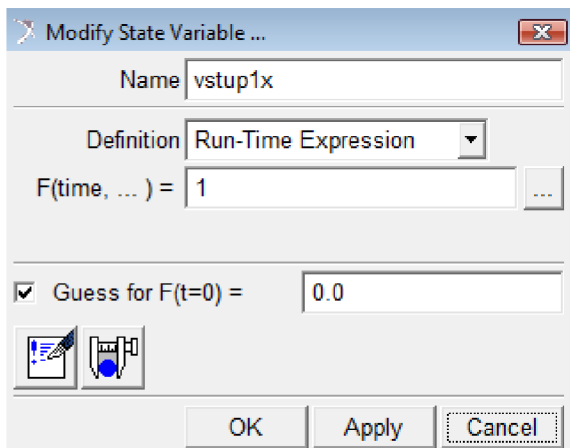 Modify State Variable ...
Name vstup1x
Definition Run-Time Expression
F(time, ... ) = 1 ...
Guess for F(t=0) = 0.0
OK Apply Cancel